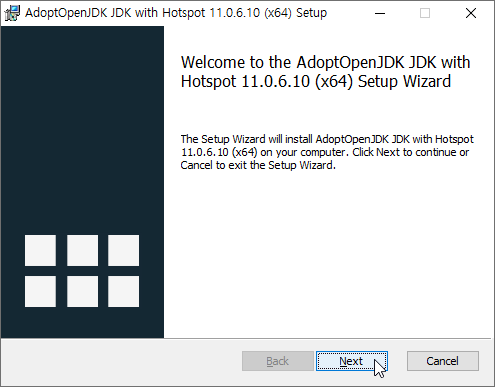 AdoptOpenJDK JDK with Hotspot 11.0.6.10 (x64) Setup
Welcome to the AdoptOpenJDK JDK with
Hotspot 11.0.6.10 (x64) Setup Wizard
The Setup Wizard will install AdoptOpenJDK JDK with Hotspot
11.0.6.10 (x64) on your computer. Click Next to continue or
Cancel to exit the Setup Wizard.
Back Next Cancel